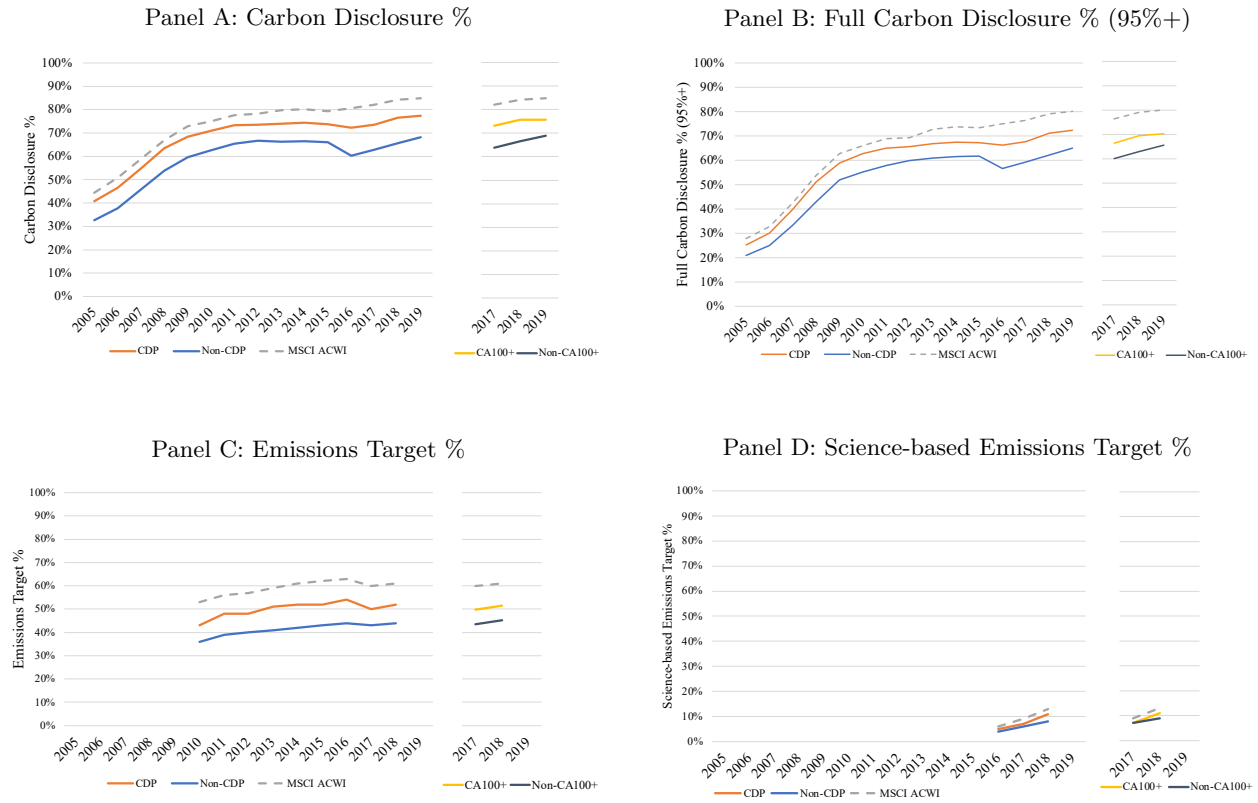 Panel A: Carbon Disclosure %
Carbon Disclosure %
100%
90%
80%
70%
60%
50%
40%
30%
20%
10%
0%
2005 2006 2007 2008 2009 2010 2011 2012 2013 2014 2015 2016 2017 2018 2019
2017 2018 2019
CDP Non-CDP MSCI ACWI
CA100+ Non-CA100+
Panel B: Full Carbon Disclosure % (95%+)
Full Carbon Disclosure % (95%+)
100%
90%
80%
70%
60%
50%
40%
30%
20%
10%
0%
2005 2006 2007 2008 2009 2010 2011 2012 2013 2014 2015 2016 2017 2018 2019
2017 2018 2019
CDP Non-CDP MSCI ACWI
CA100+ Non-CA100+
Panel C: Emissions Target %
Emissions Target %
100%
90%
80%
70%
60%
50%
40%
30%
20%
10%
0%
2005 2006 2007 2008 2009 2010 2011 2012 2013 2014 2015 2016 2017 2018 2019
2017 2018 2019
CDP Non-CDP MSCI ACWI
CA100+ Non-CA100+
Panel D: Science-based Emissions Target %
Science-based Emissions Target %
100%
90%
80%
70%
60%
50%
40%
30%
20%
10%
0%
2005 2006 2007 2008 2009 2010 2011 2012 2013 2014 2015 2016 2017 2018 2019
2017 2018 2019
CDP Non-CDP MSCI ACWI
CA100+ Non-CA100+